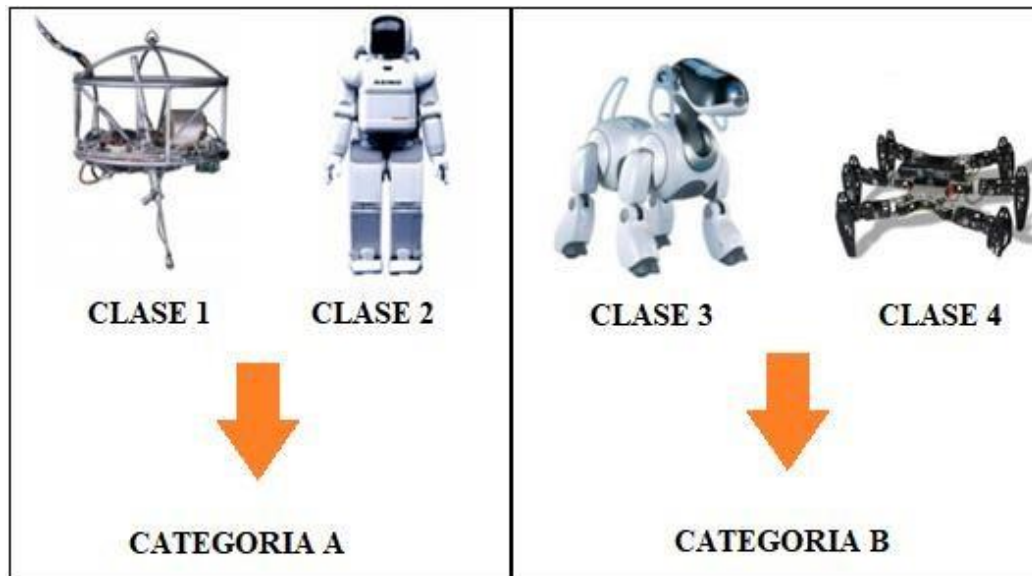 CLASE 1
CLASE 2
CLASE 3
CLASE 4
CATEGORIA A
CATEGORIA B